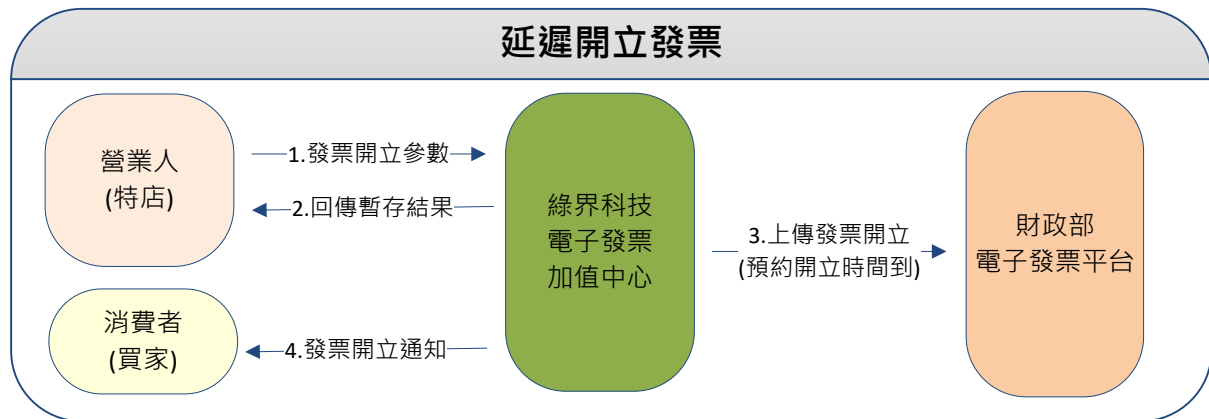 延遲開立發票
營業人
(特店)
1.發票開立參數
2.回傳暫存結果
綠界科技
電子發票
加值中心
3.上傳發票開立
(預約開立時間到)
財政部
電子發票平台
消費者
(買家)
4.發票開立通知